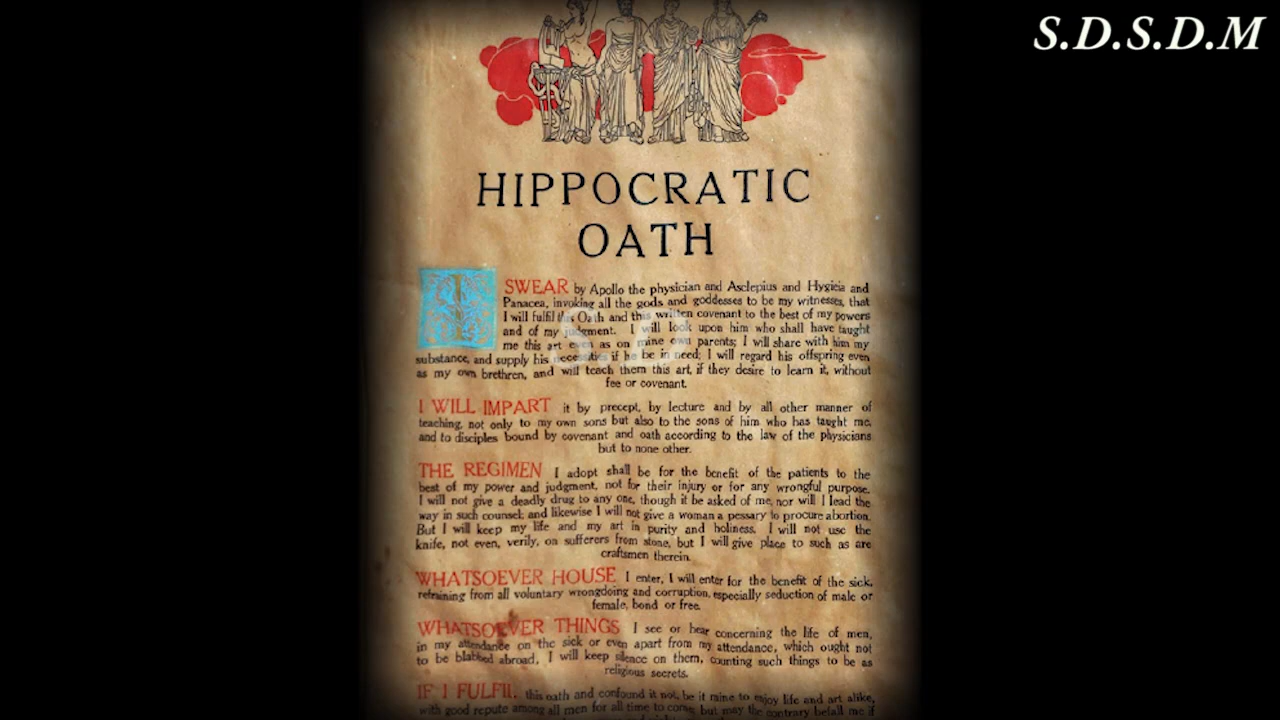 S.D.S.D.M
HIPPOCRATIC
OATH
I SWEAR by Apollo the physician and Asclepius and Hygieia and
Panacea, invoking all the gods and goddesses to be my witnesses, that
I will fulfil this Oath and this written covenant to the best of my powers
and of my judgment. I will look upon him who shall have taught
me this art even as on mine own parents; I will share with him my
substance, and supply his necessities if he be in need; I will regard his offspring even
as my own brethren, and will teach them this art, if they desire to learn it, without
fee or covenant.
I WILL IMPART it by precept, by lecture and by all other manner of
teaching, not only to my own sons but also to the sons of him who has taught me,
and to disciples bound by covenant and oath according to the law of the physicians
but to none other.
THE REGIMEN I adopt shall be for the benefit of the patients to the
best of my power and judgment, not for their injury or for any wrongful purpose.
I will not give a deadly drug to any one, though it be asked of me, nor will I lead the
way in such counsel; and likewise I will not give a woman a pessary to procure abortion.
But I will keep my life and my art in purity and holiness. I will not use the
knife, not even, verily, on sufferers from stone, but I will give place to such as are
craftsmen therein.
WHATSOEVER HOUSE I enter, I will enter for the benefit of the sick,
refraining from all voluntary wrongdoing and corruption, especially seduction of male or
female, bond or free.
WHATSOEVER THINGS I see or hear concerning the life of men,
in my attendance on the sick or even apart from my attendance, which ought not
to be blabbed abroad, I will keep silence on them, counting such things to be as
religious secrets.
IF I FULFIL this oath and confound it not, be it mine to enjoy life and art alike,
with good repute among all men for all time to come; but may the contrary befall me if